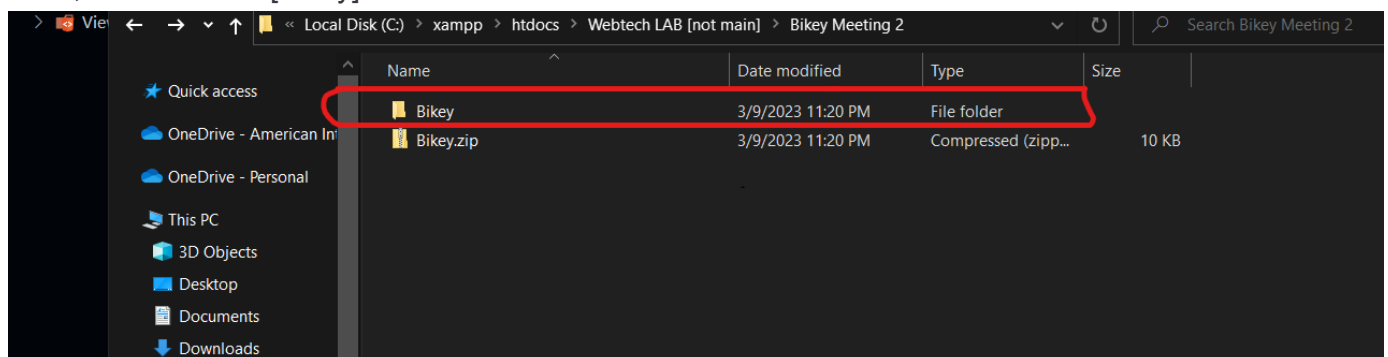 Vie « Local Disk (C:) > xampp > htdocs > Webtech LAB [not main] > Bikey Meeting 2 Search Bikey Meeting 2
Name Date modified Type Size
Quick access
Bikey 3/9/2023 11:20 PM File folder
OneDrive - American In
Bikey.zip 3/9/2023 11:20 PM Compressed (zipp... 10 KB
OneDrive - Personal
This PC
3D Objects
Desktop
Documents
Downloads